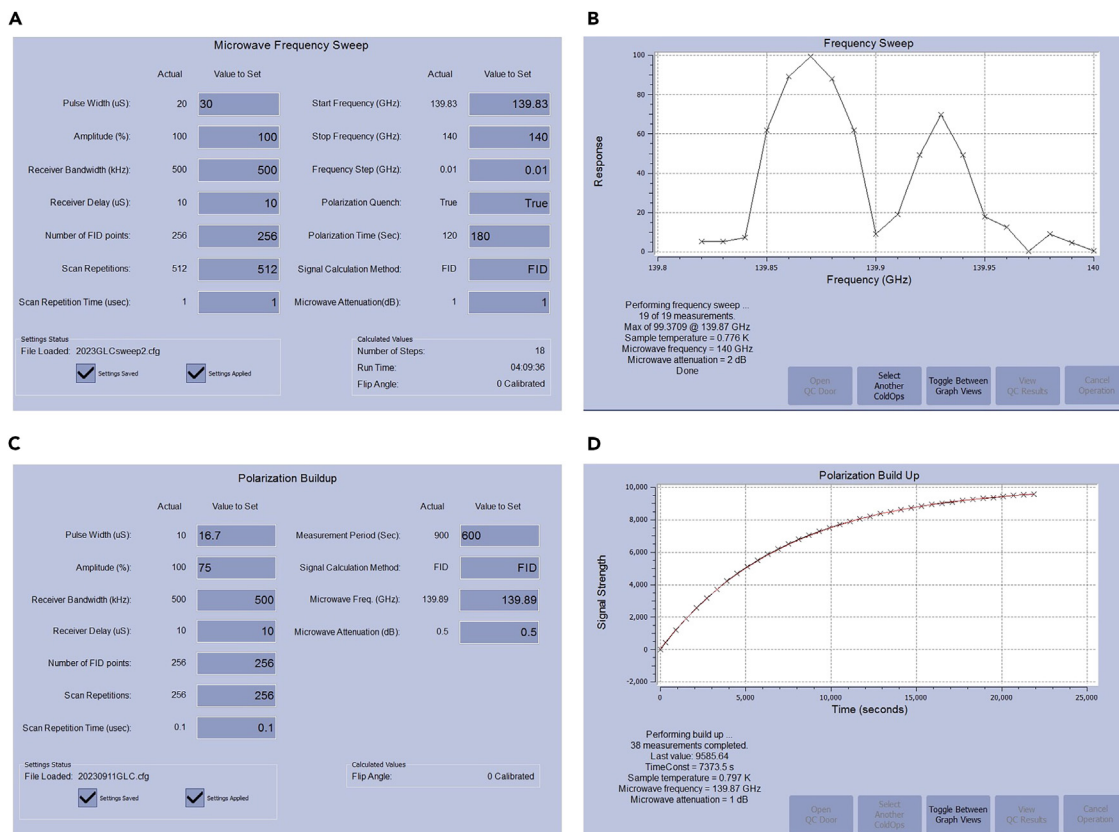 A
Microwave Frequency Sweep
Actual Value to Set Actual Value to Set
Pulse Width (uS): 20 30 Start Frequency (GHz): 139.83 139.83
Amplitude (%): 100 100 Stop Frequency (GHz): 140 140
Receiver Bandwidth (kHz): 500 500 Frequency Step (GHz): 0.01 0.01
Receiver Delay (uS): 10 10 Polarization Quench: True True
Number of FID points: 256 256 Polarization Time (Sec): 120 180
Scan Repetitions: 512 512 Signal Calculation Method: FID FID
Scan Repetition Time (usec): 1 1 Microwave Attenuation(dB): 1 1
Settings Status
File Loaded: 2023GLCsweep2.cfg
Settings Saved Settings Applied
Calculated Values
Number of Steps: 18
Run Time: 04:09:36
Flip Angle: 0 Calibrated
B
Frequency Sweep
Response
100
80
60
40
20
0
139.8 139.85 139.9 139.95 140
Frequency (GHz)
Performing frequency sweep ...
19 of 19 measurements.
Max of 99.3709 @ 139.87 GHz
Sample temperature = 0.776 K
Microwave frequency = 140 GHz
Microwave attenuation = 2 dB
Done
Open QC Door
Select Another ColdOps
Toggle Between Graph Views
View QC Results
Cancel Operation
C
Polarization Buildup
Actual Value to Set Actual Value to Set
Pulse Width (uS): 10 16.7 Measurement Period (Sec): 900 600
Amplitude (%): 100 75 Signal Calculation Method: FID FID
Receiver Bandwidth (kHz): 500 500 Microwave Freq. (GHz): 139.89 139.89
Receiver Delay (uS): 10 10 Microwave Attenuation (dB): 0.5 0.5
Number of FID points: 256 256
Scan Repetitions: 256 256
Scan Repetition Time (usec): 0.1 0.1
Settings Status
File Loaded: 20230911GLC.cfg
Settings Saved Settings Applied
Calculated Values
Flip Angle: 0 Calibrated
D
Polarization Build Up
Signal Strength
10,000
8,000
6,000
4,000
2,000
0
-2,000
0 5,000 10,000 15,000 20,000 25,000
Time (seconds)
Performing build up ...
38 measurements completed.
Last value: 9585.64
TimeConst = 7373.5 s
Sample temperature = 0.797 K
Microwave frequency = 139.87 GHz
Microwave attenuation = 1 dB
Open QC Door
Select Another ColdOps
Toggle Between Graph Views
View QC Results
Cancel Operation